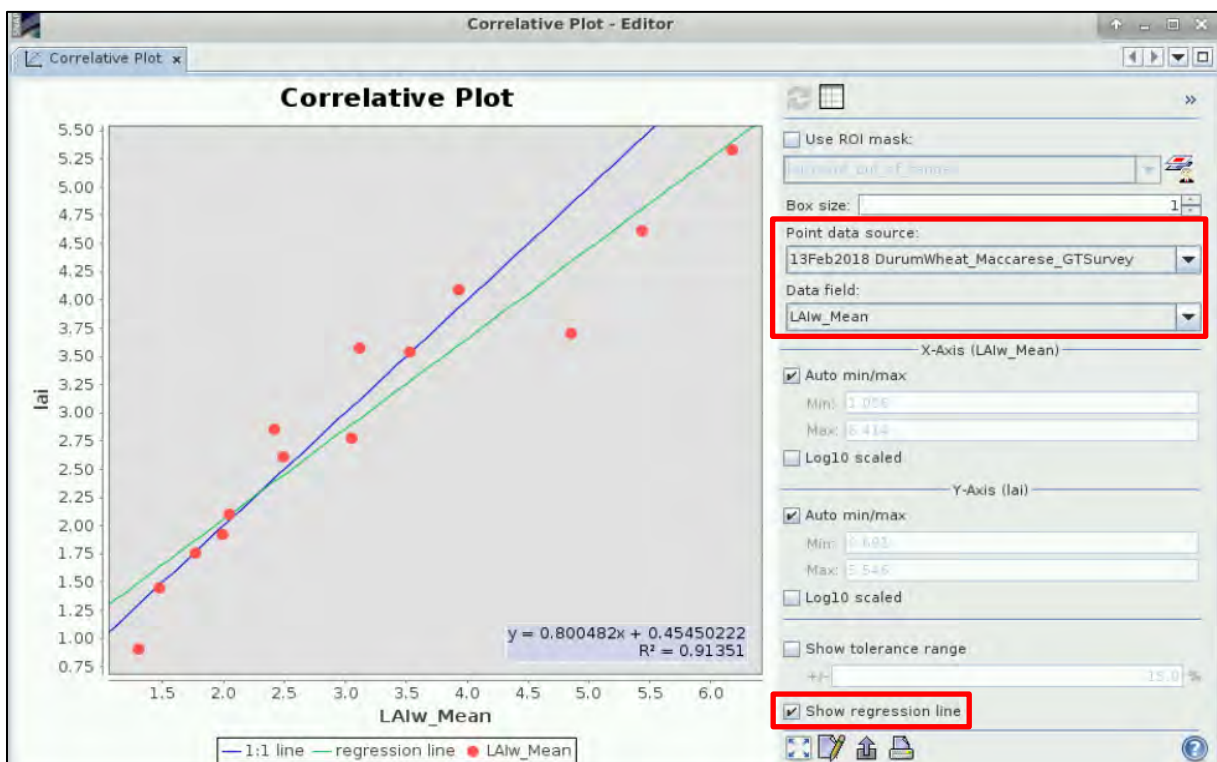 Correlative Plot - Editor
Correlative Plot x
Correlative Plot
5.50
5.25
5.00
4.75
4.50
4.25
4.00
3.75
3.50
3.25
3.00
2.75
2.50
2.25
2.00
1.75
1.50
1.25
1.00
0.75
lai
1.5 2.0 2.5 3.0 3.5 4.0 4.5 5.0 5.5 6.0
LAIw_Mean
y = 0.800482x + 0.45450222
R² = 0.91351
1:1 line regression line LAIw_Mean
»
Use ROI mask:
Box size: 1
Point data source:
13Feb2018 DurumWheat_Maccarese_GTSurvey
Data field:
LAIw_Mean
X-Axis (LAIw_Mean)
Auto min/max
Min:
Max: 6.414
Log10 scaled
Y-Axis (lai)
Auto min/max
Min: 0.691
Max: 5.546
Log10 scaled
Show tolerance range
+/- 15.0 %
Show regression line
?